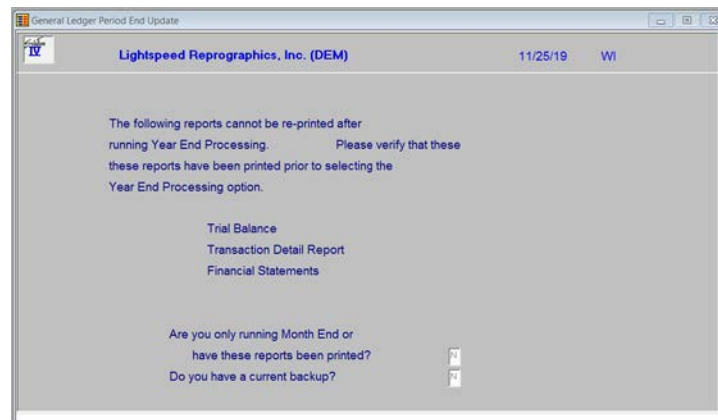 General Ledger Period End Update
IV
Lightspeed Reprographics, Inc. (DEM) 11/25/19 WI
The following reports cannot be re-printed after
running Year End Processing. Please verify that these
these reports have been printed prior to selecting the
Year End Processing option.
Trial Balance
Transaction Detail Report
Financial Statements
Are you only running Month End or
have these reports been printed? N
Do you have a current backup? N